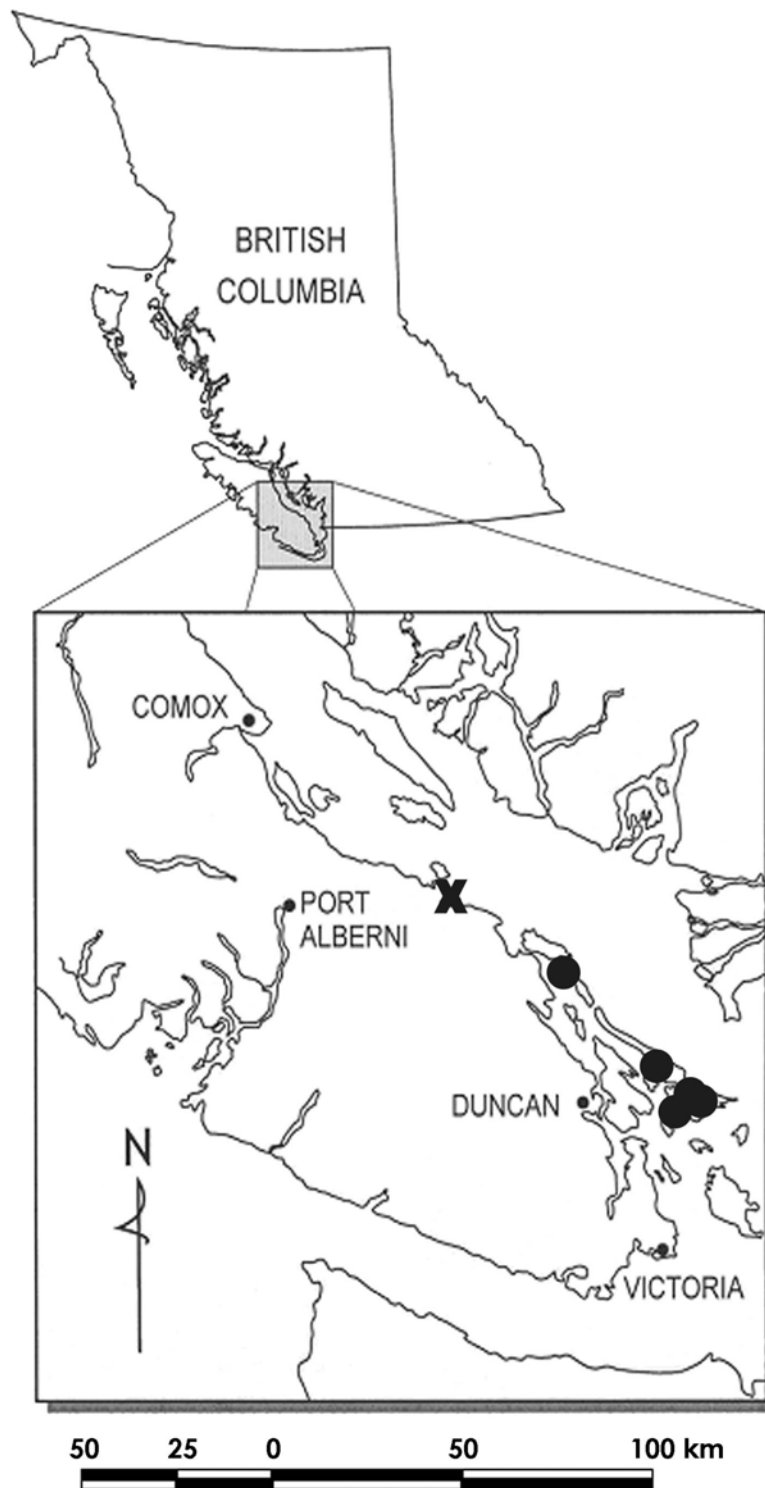 BRITISH
COLUMBIA
COMOX
PORT
ALBERNI
DUNCAN
N
VICTORIA
50 25 0 50 100 km